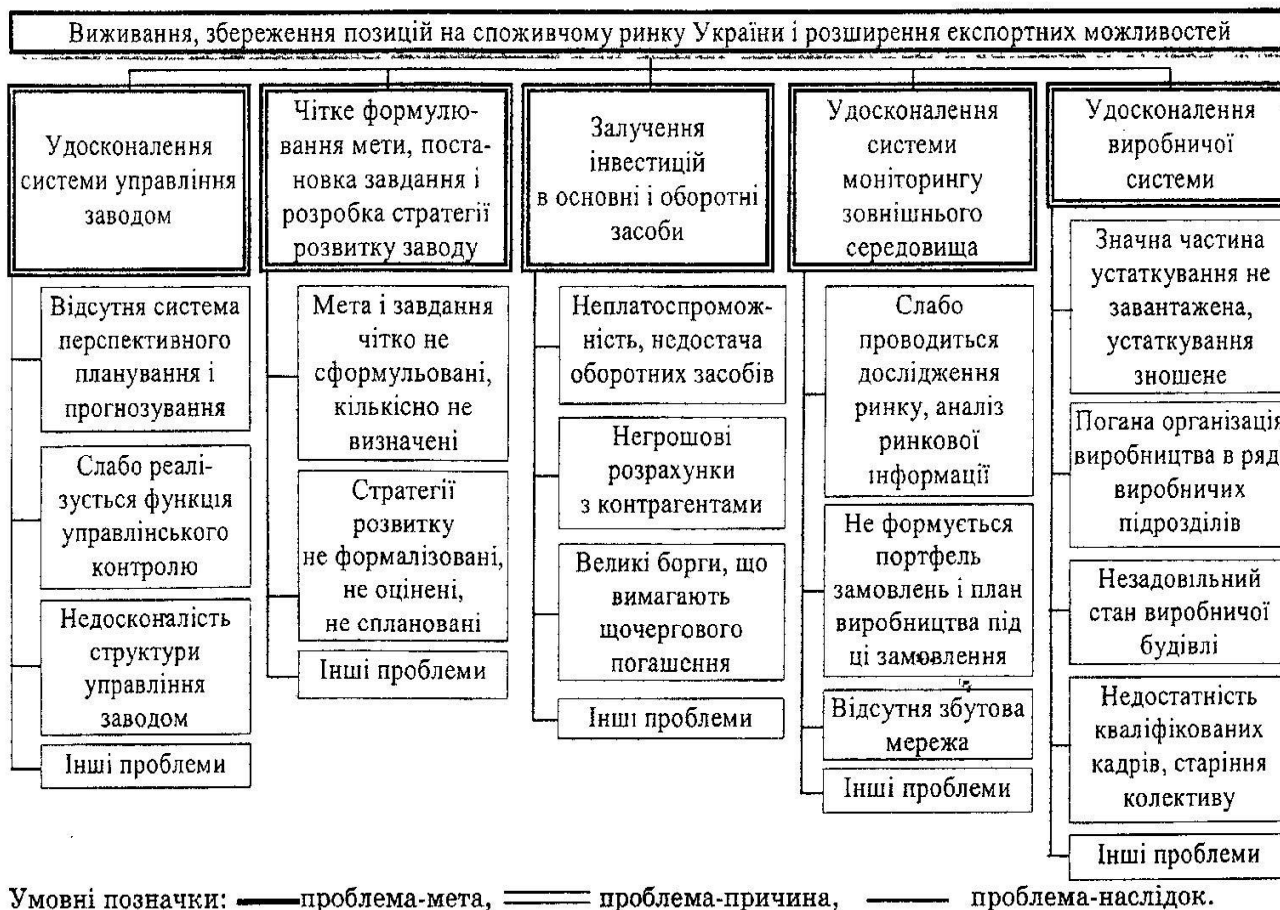 Виживання, збереження позицій на споживчому ринку України і розширення експортних можливостей
Удосконалення
системи управління
заводом
Відсутня система
перспективного
планування і
прогнозування
Слабо реалі-
зується функція
управлінського
контролю
Недосконалість
структури
управління
заводом
Інші проблеми
Чітке формулю-
вання мети, поста-
новка завдання і
розробка стратегії
розвитку заводу
Мета і завдання
чітко не
сформульовані,
кількісно не
визначені
Стратегії
розвитку
не формалізовані,
не оцінені,
не сплановані
Інші проблеми
Залучення
інвестицій
в основні і оборотні
засоби
Неплатоспромож-
ність, недостача
оборотних засобів
Негрошові
розрахунки
з контрагентами
Великі борги, що
вимагають
щочергового
погашення
Інші проблеми
Удосконалення
системи
моніторингу
зовнішнього
середовища
Слабо
проводиться
дослідження
ринку, аналіз
ринкової
інформації
Не формується
портфель
замовлень і план
виробництва під
ці замовлення
Відсутня збутова
мережа
Інші проблеми
Удосконалення
виробничої
системи
Значна частина
устаткування не
завантажена,
устаткування
зношене
Погана організація
виробництва в ряд
виробничих
підрозділів
Незадовільний
стан виробничої
будівлі
Недостатність
кваліфікованих
кадрів, старіння
колективу
Інші проблеми
Умовні позначки: проблема-мета, проблема-причина, проблема-наслідок.